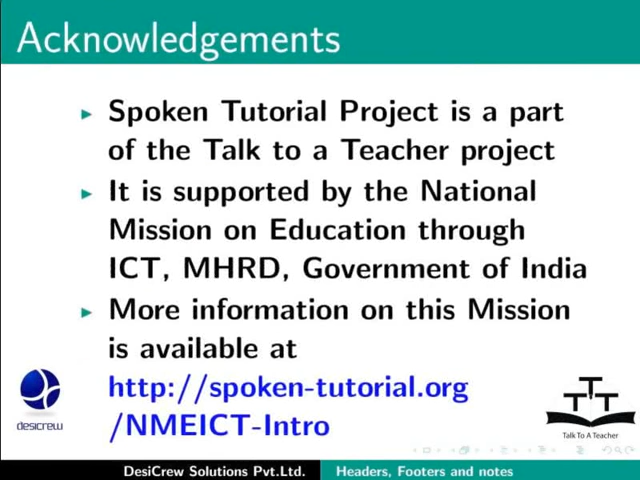 Acknowledgements
Spoken Tutorial Project is a part
of the Talk to a Teacher project
It is supported by the National
Mission on Education through
ICT, MHRD, Government of India
More information on this Mission
is available at
http://spoken-tutorial.org
/NMEICT-Intro
desicrew
TTT
Talk To A Teacher
DesiCrew Solutions Pvt.Ltd.
Headers, Footers and notes